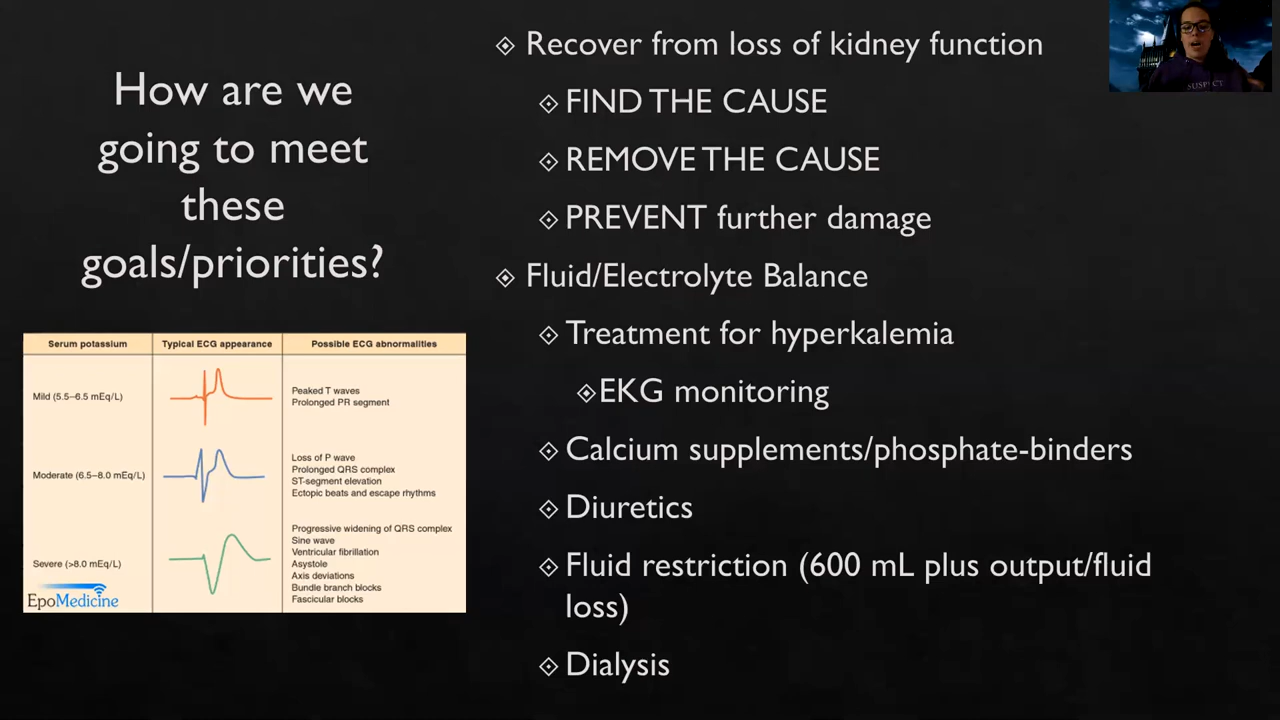 How are we
going to meet
these
goals/priorities?
Serum potassium
Typical ECG appearance
Possible ECG abnormalities
Mild (5.5–6.5 mEq/L)
Peaked T waves
Prolonged PR segment
Moderate (6.5–8.0 mEq/L)
Loss of P wave
Prolonged QRS complex
ST-segment elevation
Ectopic beats and escape rhythms
Severe (>8.0 mEq/L)
Progressive widening of QRS complex
Sine wave
Ventricular fibrillation
Asystole
Axis deviations
Bundle branch blocks
Fascicular blocks
EpoMedicine
Recover from loss of kidney function
FIND THE CAUSE
REMOVE THE CAUSE
PREVENT further damage
Fluid/Electrolyte Balance
Treatment for hyperkalemia
EKG monitoring
Calcium supplements/phosphate-binders
Diuretics
Fluid restriction (600 mL plus output/fluid
loss)
Dialysis
SUSPECT